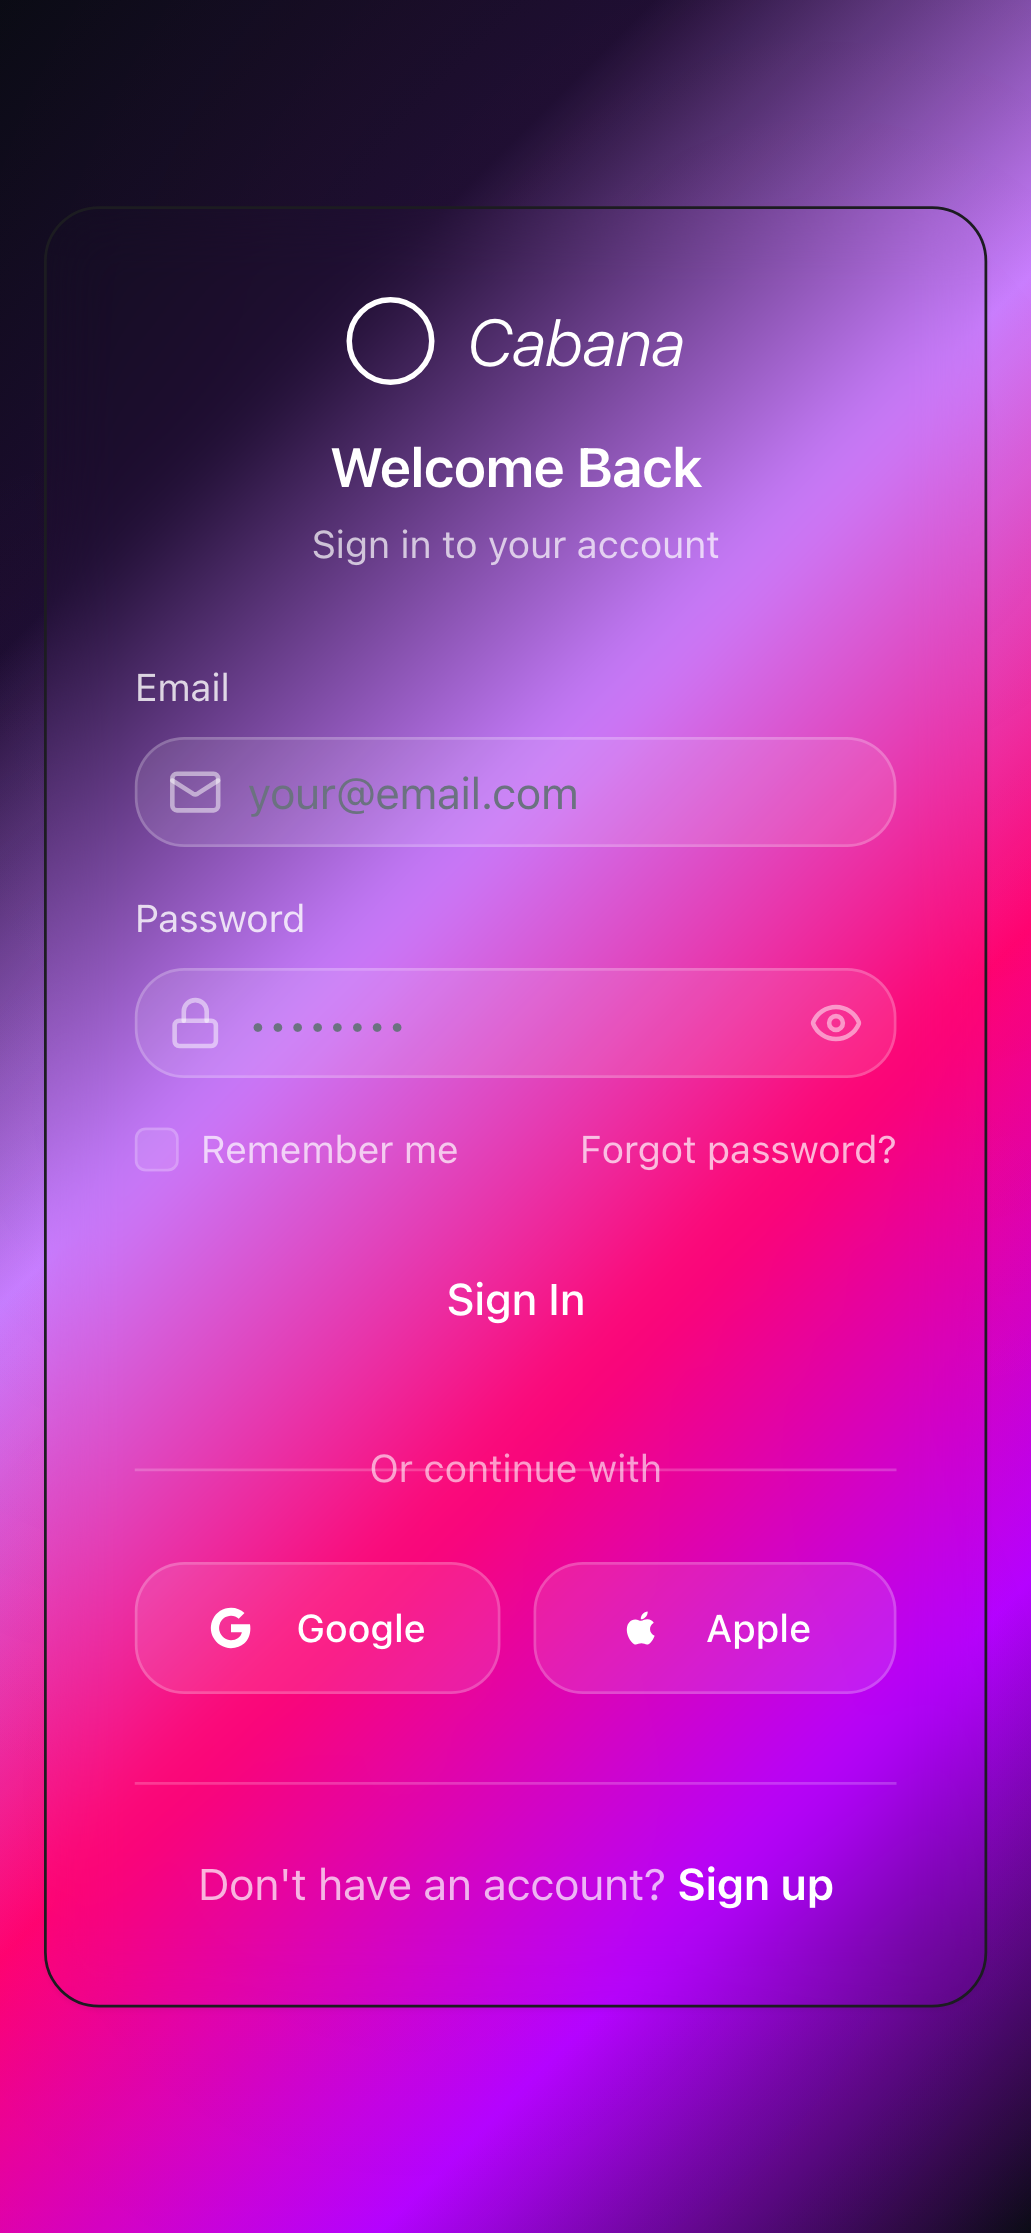 Cabana
Welcome Back
Sign in to your account
Email
your@email.com
Password
••••••••
Remember me
Forgot password?
Sign In
Or continue with
Google
Apple
Don't have an account? Sign up